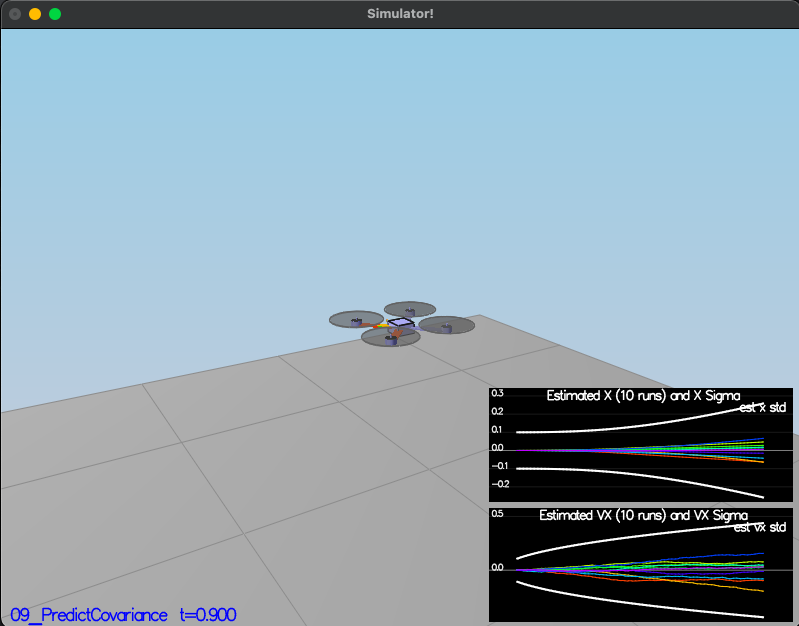 Simulator!
Estimated X (10 runs) and X Sigma
est x std
0.3
0.2
0.1
0.0
−0.1
−0.2
Estimated VX (10 runs) and VX Sigma
est vx std
0.5
0.0
09_PredictCovariance t=0.900